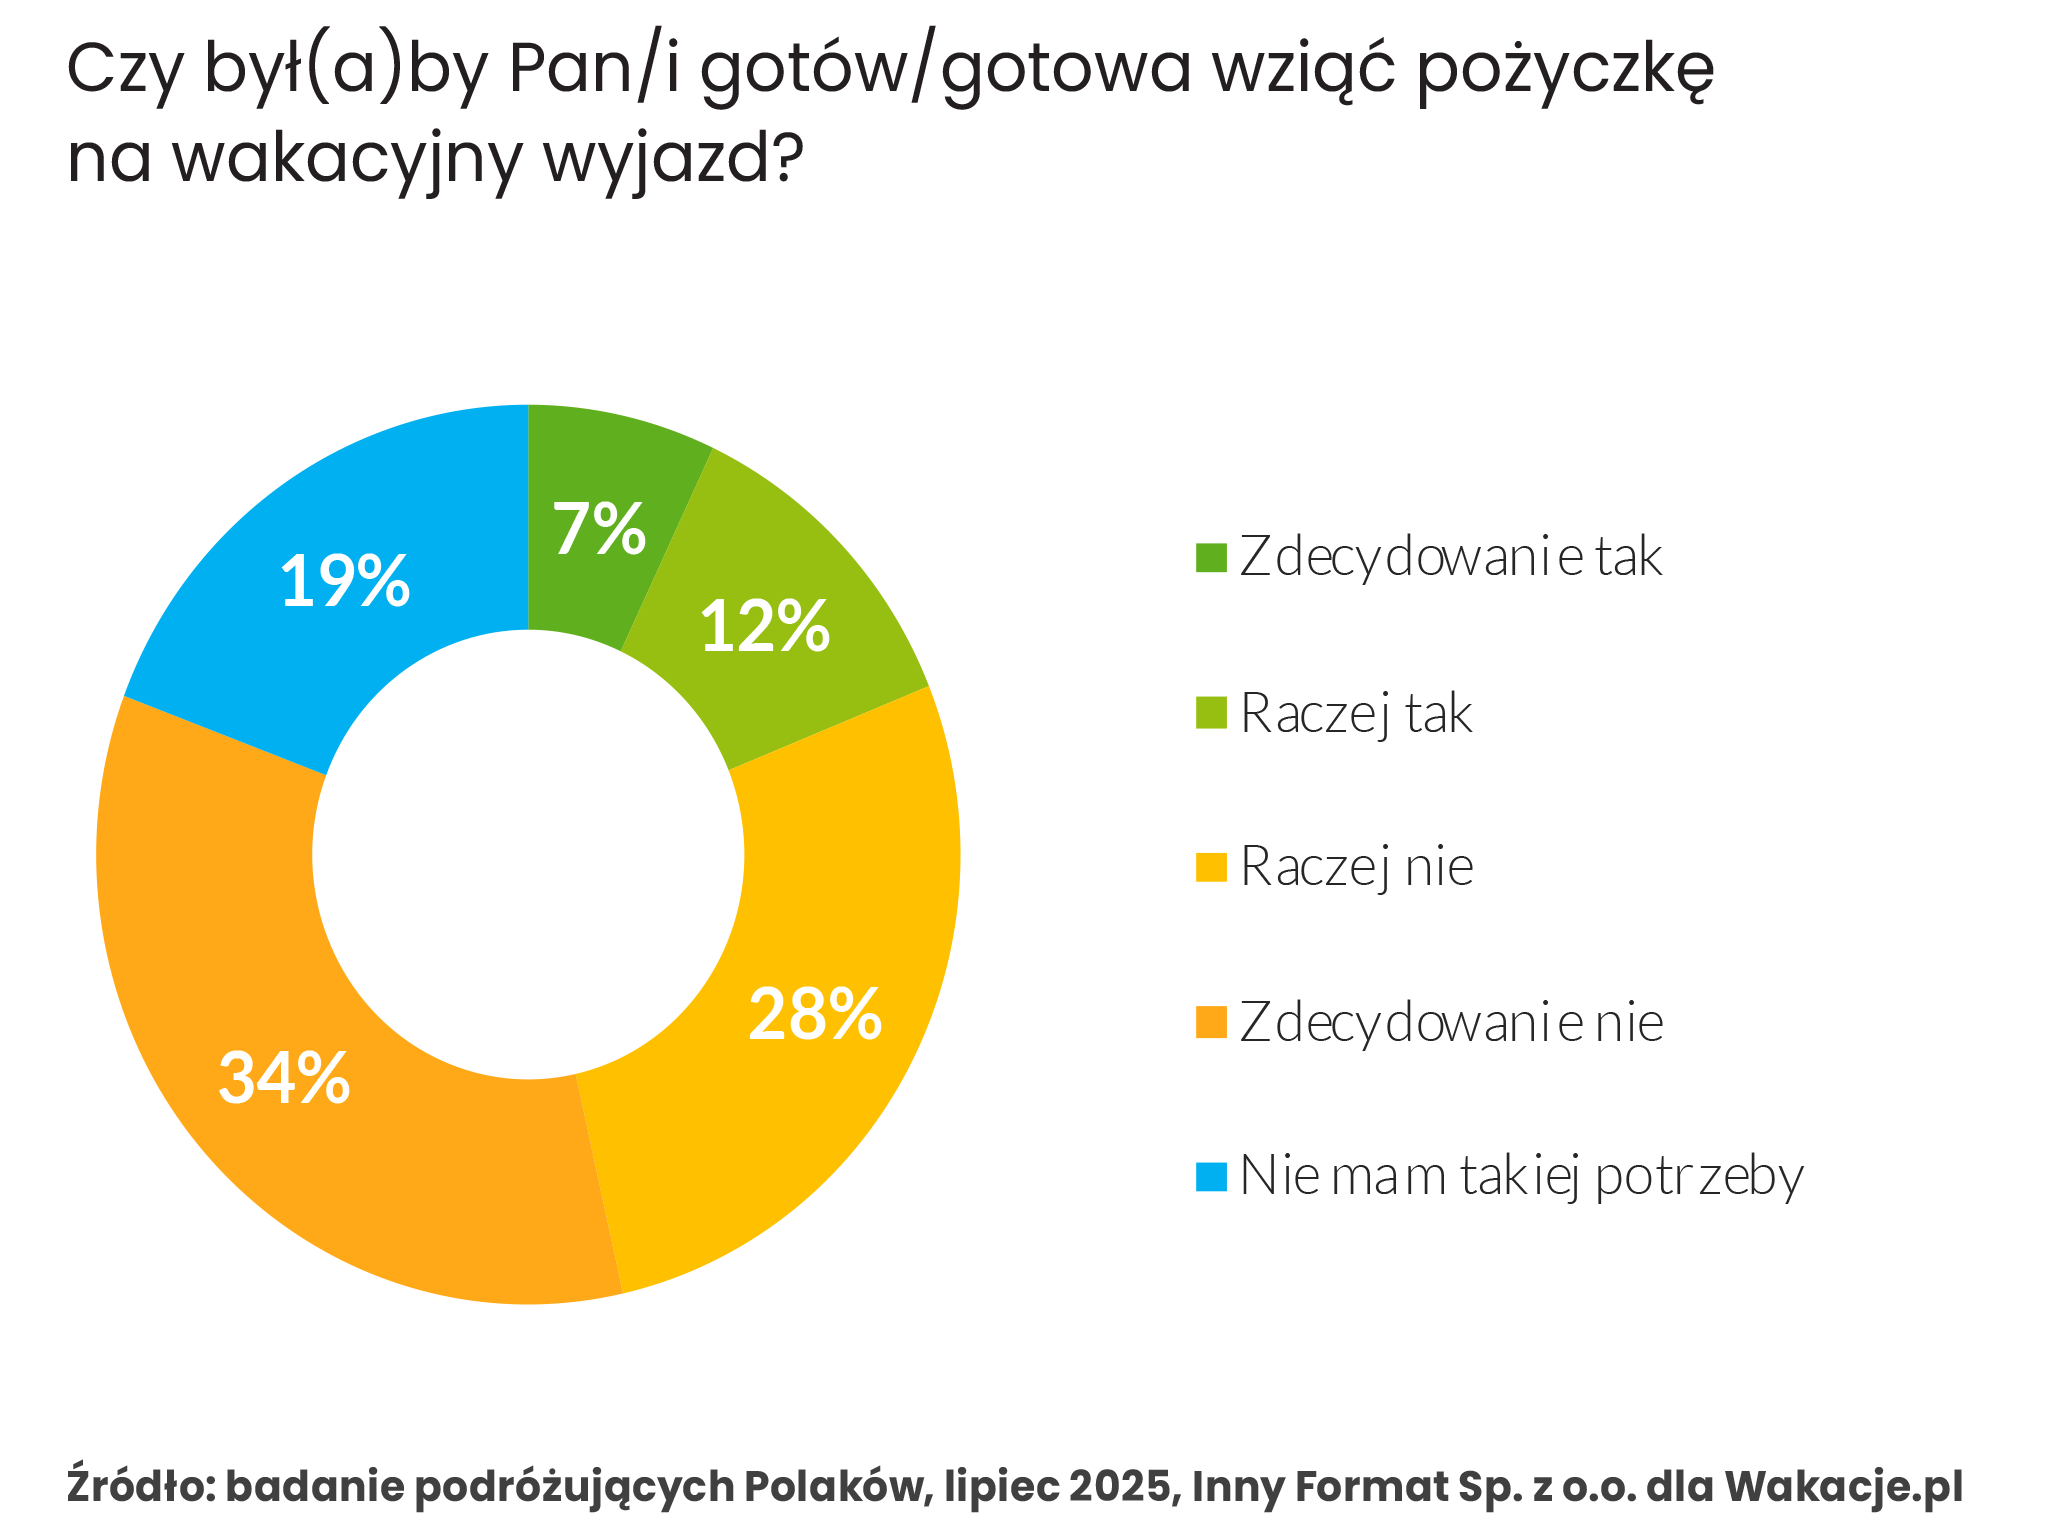 Czy był(a)by Pan/i gotów/gotowa wziąć pożyczkę
na wakacyjny wyjazd?
7%
12%
28%
34%
19%
Zdecydowanie tak
Raczej tak
Raczej nie
Zdecydowanie nie
Nie mam takiej potrzeby
Źródło: badanie podróżujących Polaków, lipiec 2025, Inny Format Sp. z o.o. dla Wakacje.pl